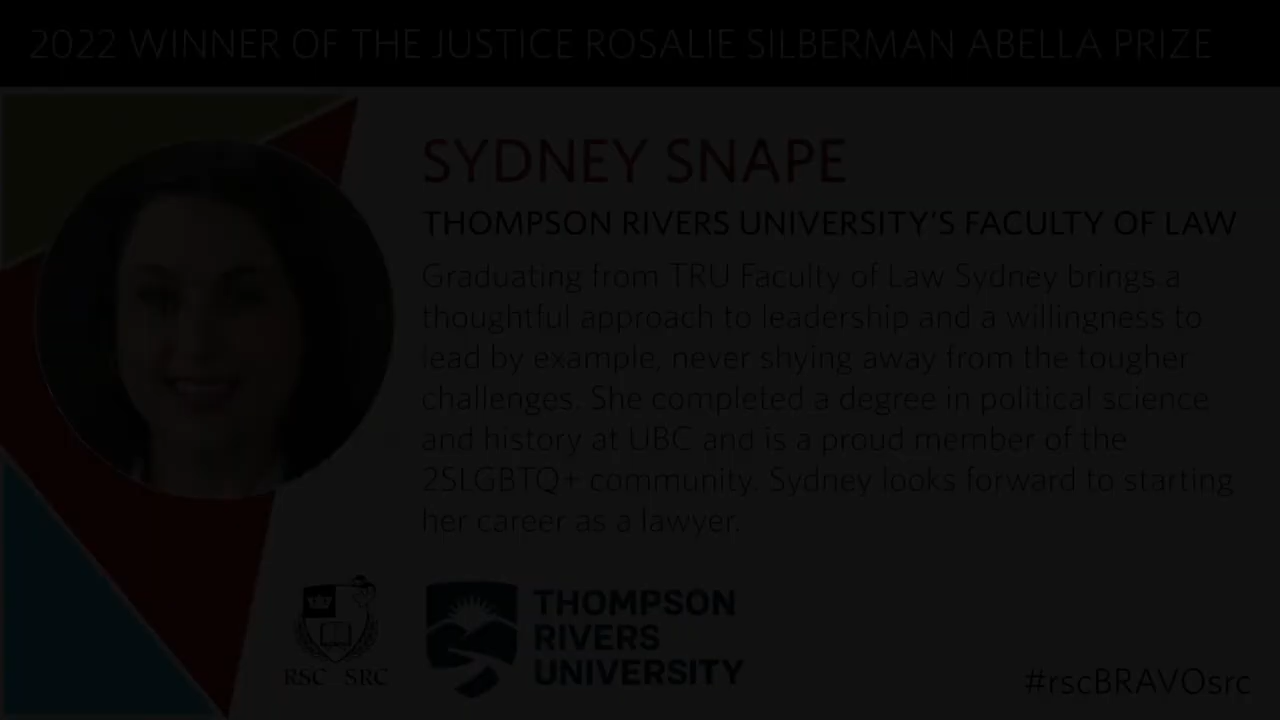 2022 WINNER OF THE JUSTICE ROSALIE SILBERMAN ABELLA PRIZE
SYDNEY SNAPE
THOMPSON RIVERS UNIVERSITY'S FACULTY OF LAW
Graduating from TRU Faculty of Law Sydney brings a
thoughtful approach to leadership and a willingness to
lead by example, never shying away from the tougher
challenges. She completed a degree in political science
and history at UBC and is a proud member of the
2SLGBTQ+ community. Sydney looks forward to starting
her career as a lawyer.
RSC SRC
THOMPSON
RIVERS
UNIVERSITY
#rscBRAVOsrc